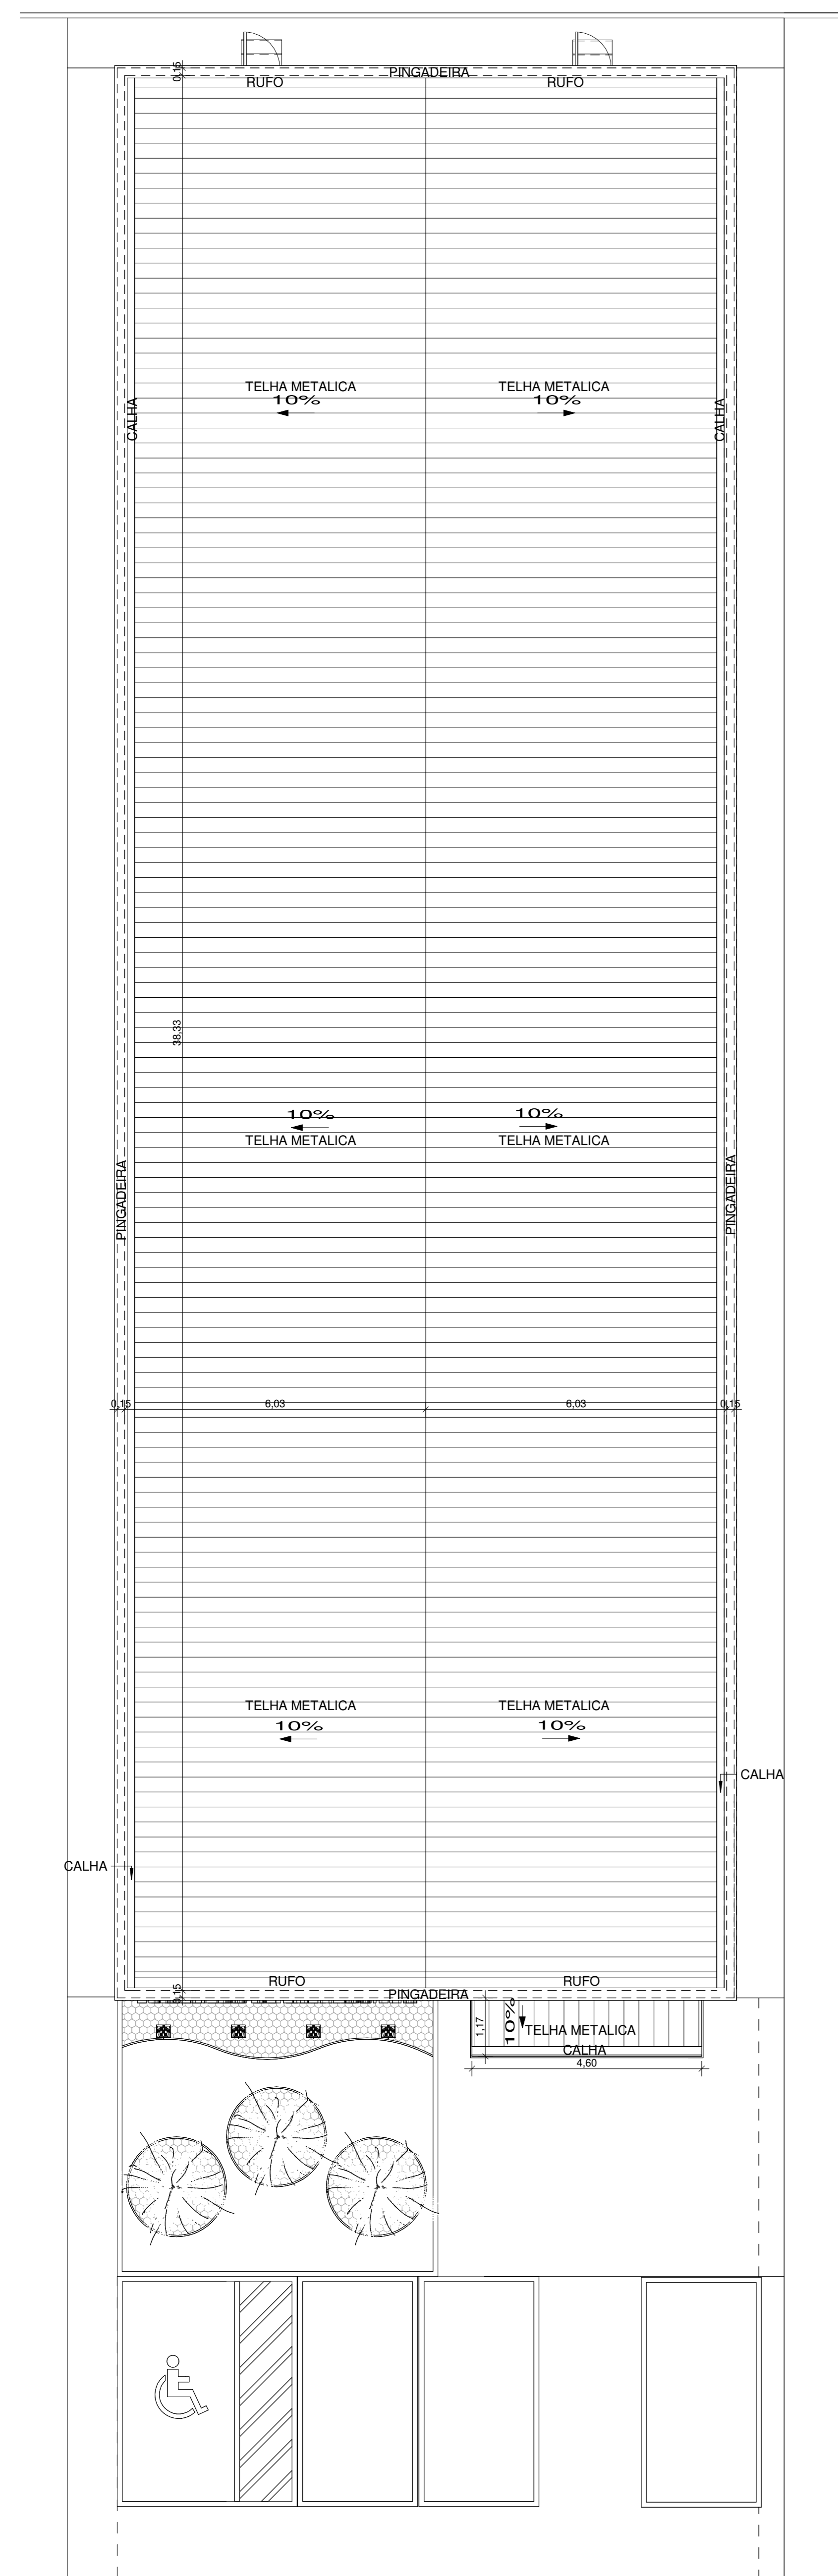 0,15
PINGADEIRA
RUFO
RUFO
TELHA METALICA
10%
TELHA METALICA
10%
CALHA
CALHA
38,33
10%
TELHA METALICA
10%
TELHA METALICA
PINGADEIRA
PINGADEIRA
0,15
6,03
6,03
0,15
TELHA METALICA
10%
TELHA METALICA
10%
CALHA
CALHA
RUFO
RUFO
0,15
PINGADEIRA
10%
1,17
TELHA METALICA
CALHA
4,60